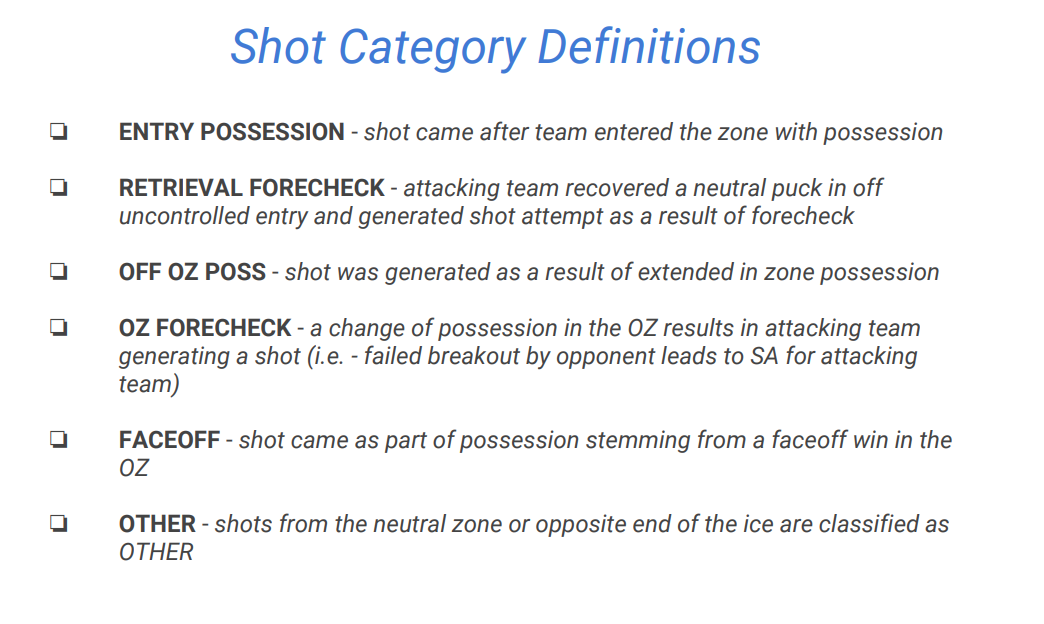 Shot Category Definitions
❏ ENTRY POSSESSION - shot came after team entered the zone with possession
❏ RETRIEVAL FORECHECK - attacking team recovered a neutral puck in off
uncontrolled entry and generated shot attempt as a result of forecheck
❏ OFF OZ POSS - shot was generated as a result of extended in zone possession
❏ OZ FORECHECK - a change of possession in the OZ results in attacking team
generating a shot (i.e. - failed breakout by opponent leads to SA for attacking
team)
❏ FACEOFF - shot came as part of possession stemming from a faceoff win in the
OZ
❏ OTHER - shots from the neutral zone or opposite end of the ice are classified as
OTHER